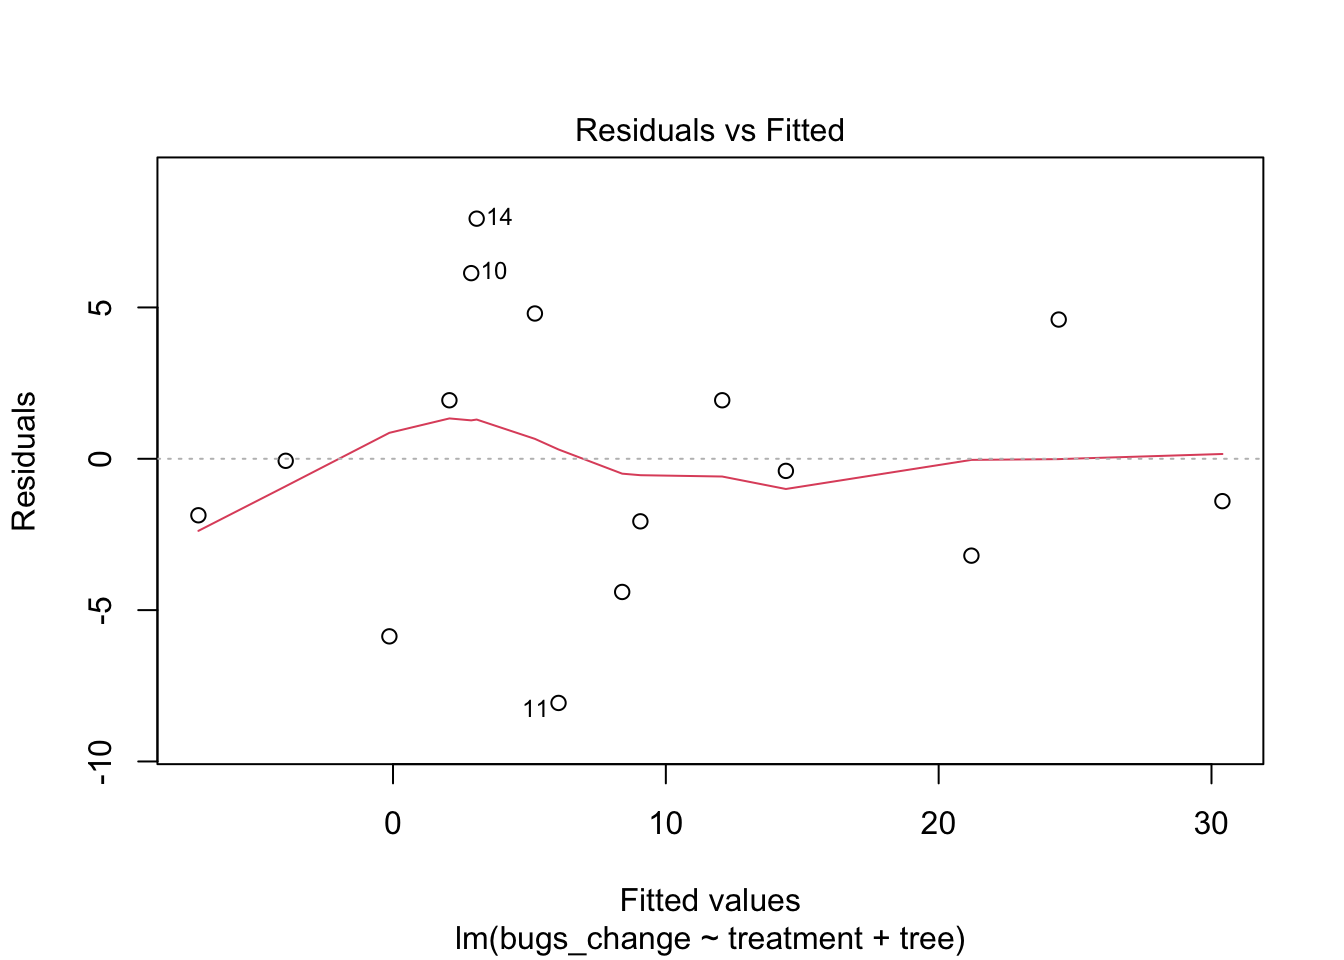 Residuals vs Fitted
14
10
11
Residuals
5
0
-5
-10
0 10 20 30
Fitted values
lm(bugs_change ~ treatment + tree)